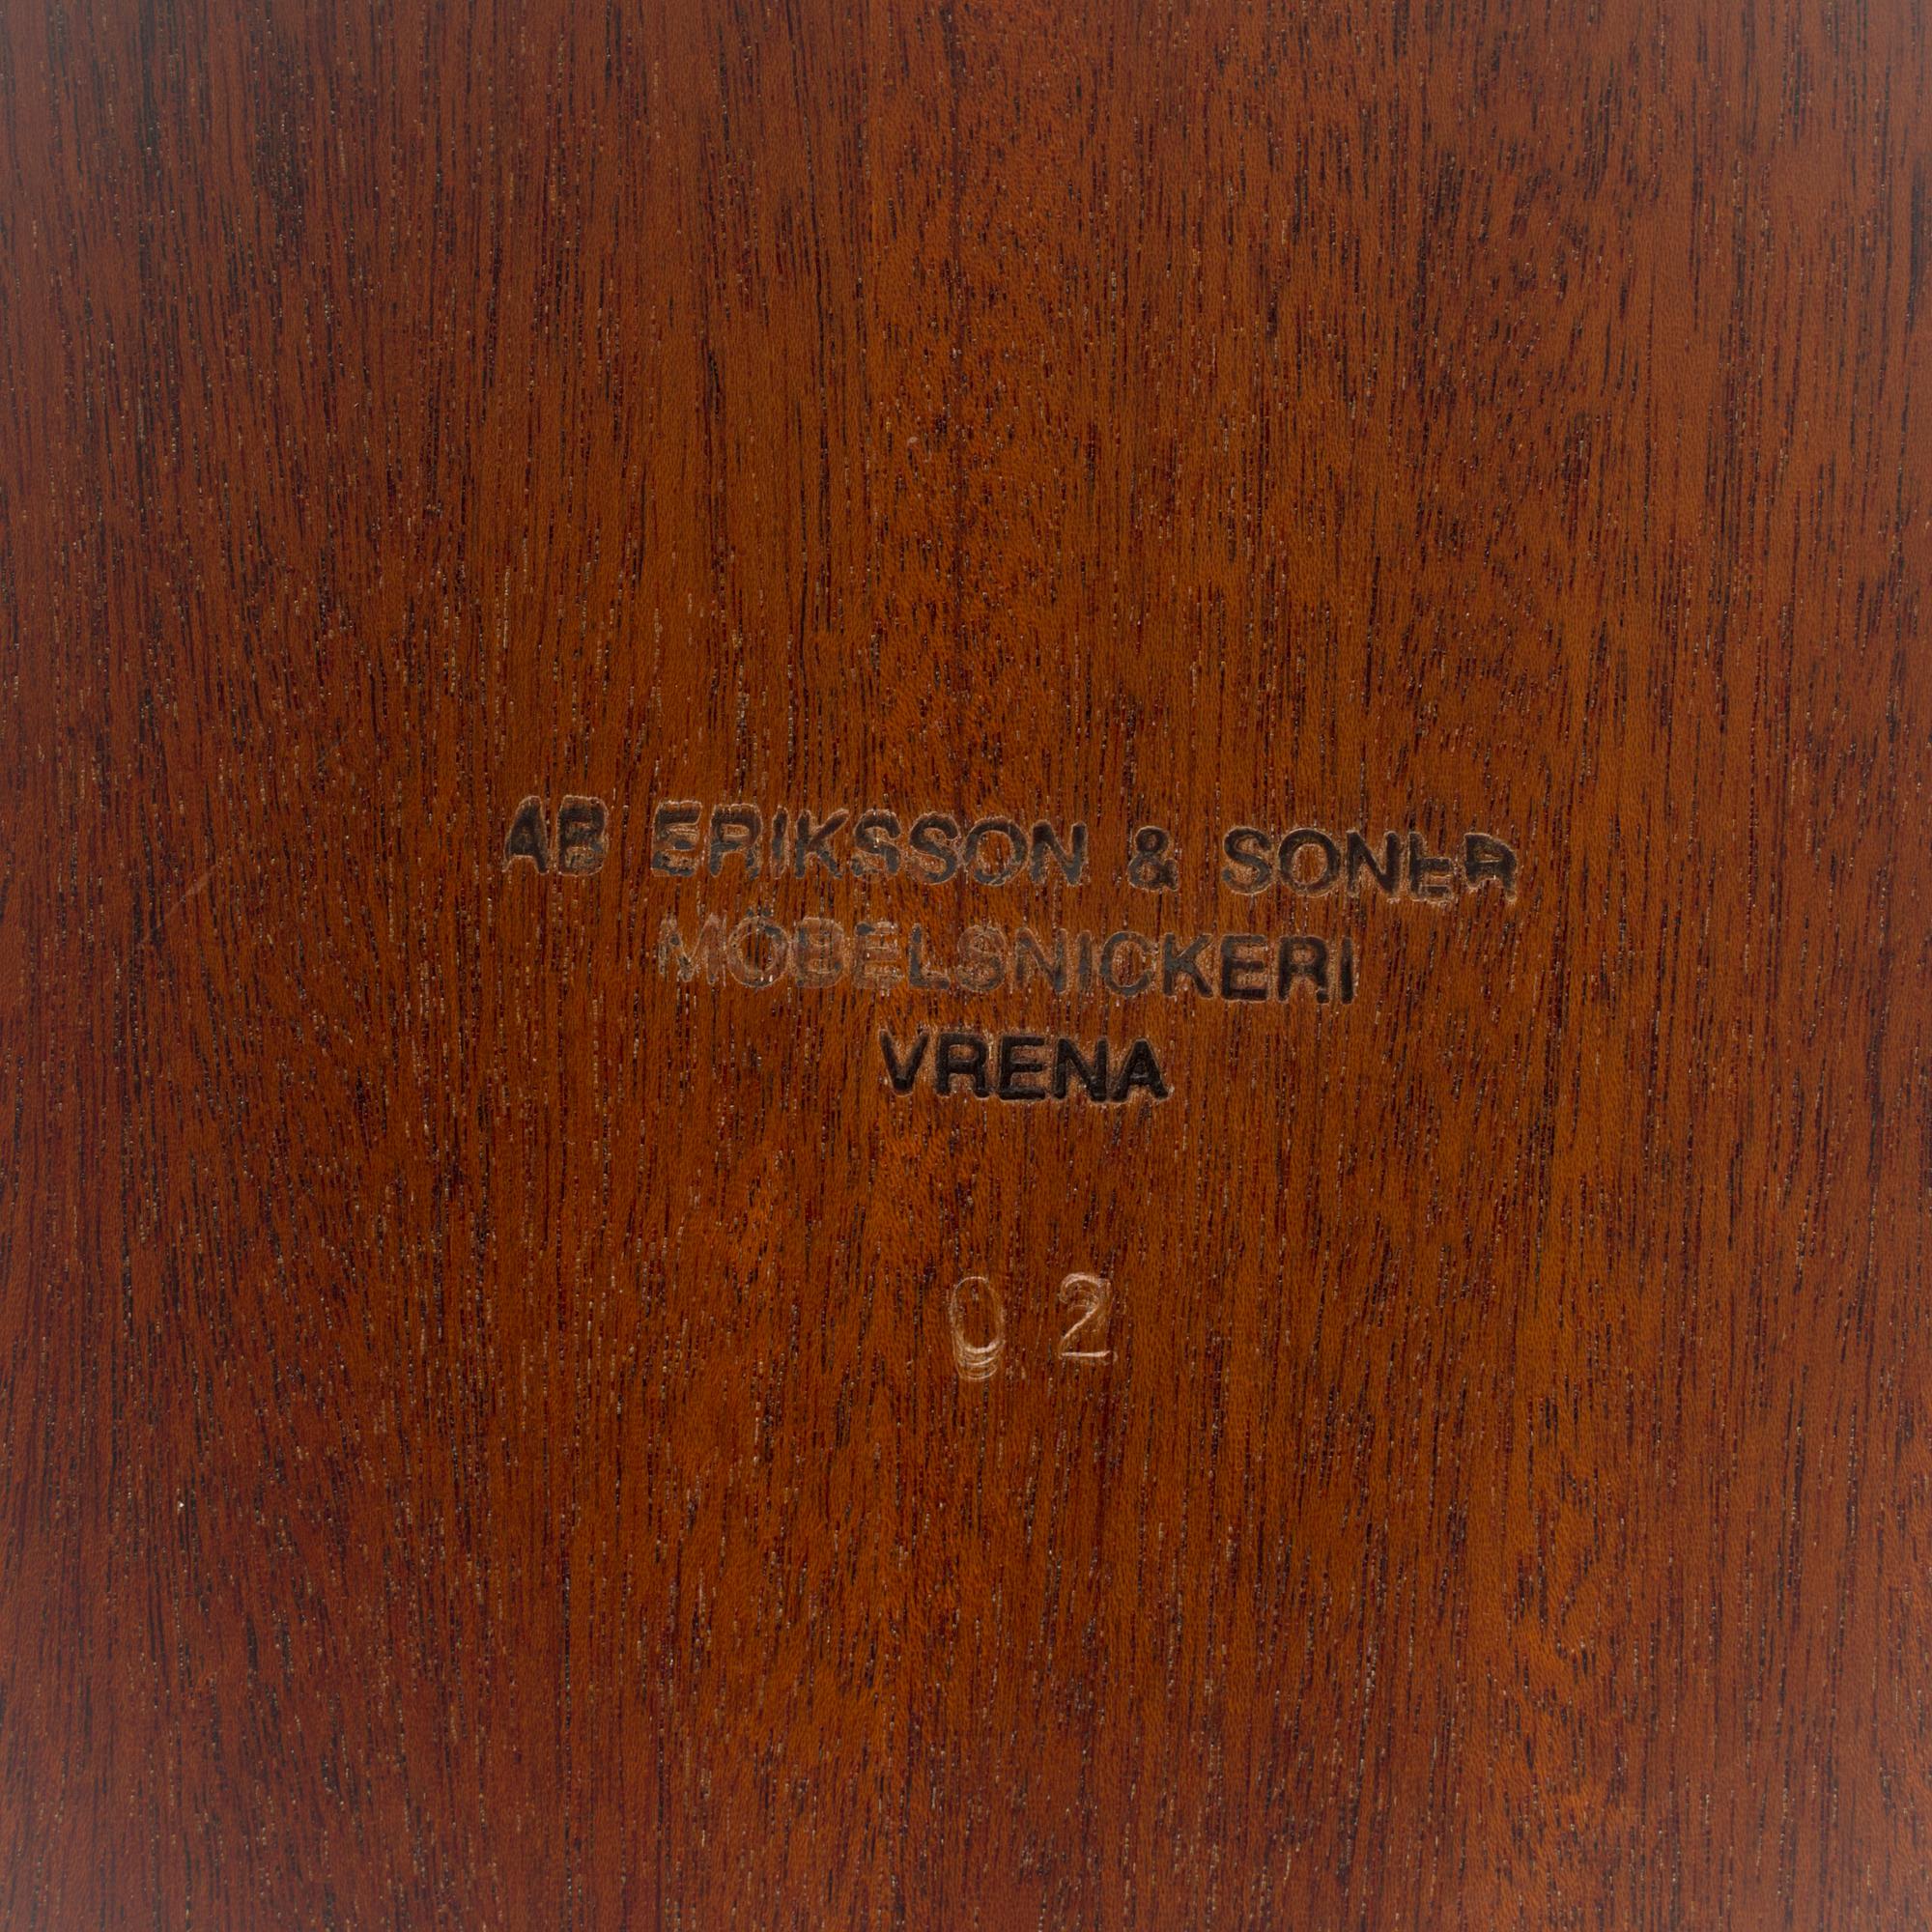 AB ERIKSSON & SONER
MÖBELSNICKERI
VRENA
02